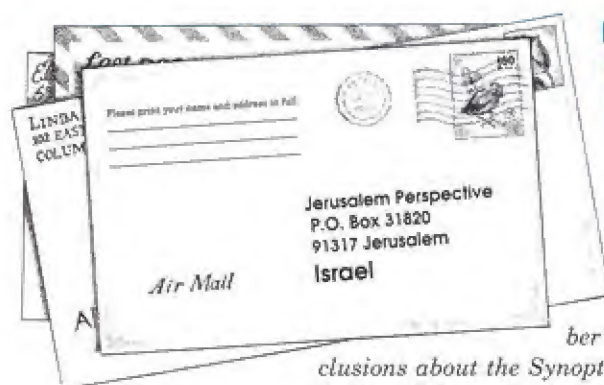 Please print your name and address in full:
LINDA
EAST
COLUM
Jerusalem Perspective
P.O. Box 31820
91317 Jerusalem
Israel
Air Mail
ber
clusions about the Synopt